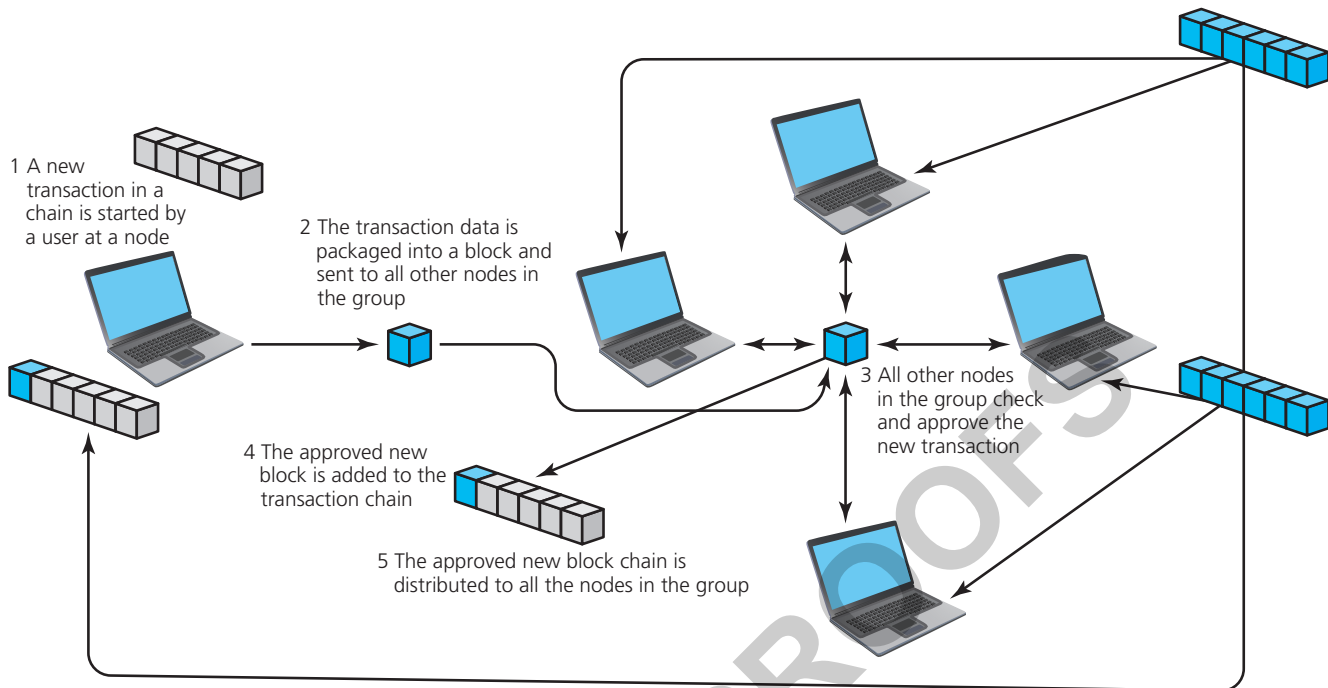 1 A new
transaction in a
chain is started by
a user at a node
2 The transaction data is
packaged into a block and
sent to all other nodes in
the group
3 All other nodes
in the group check
and approve the
new transaction
4 The approved new
block is added to the
transaction chain
5 The approved new block chain is
distributed to all the nodes in the group
PROOFS